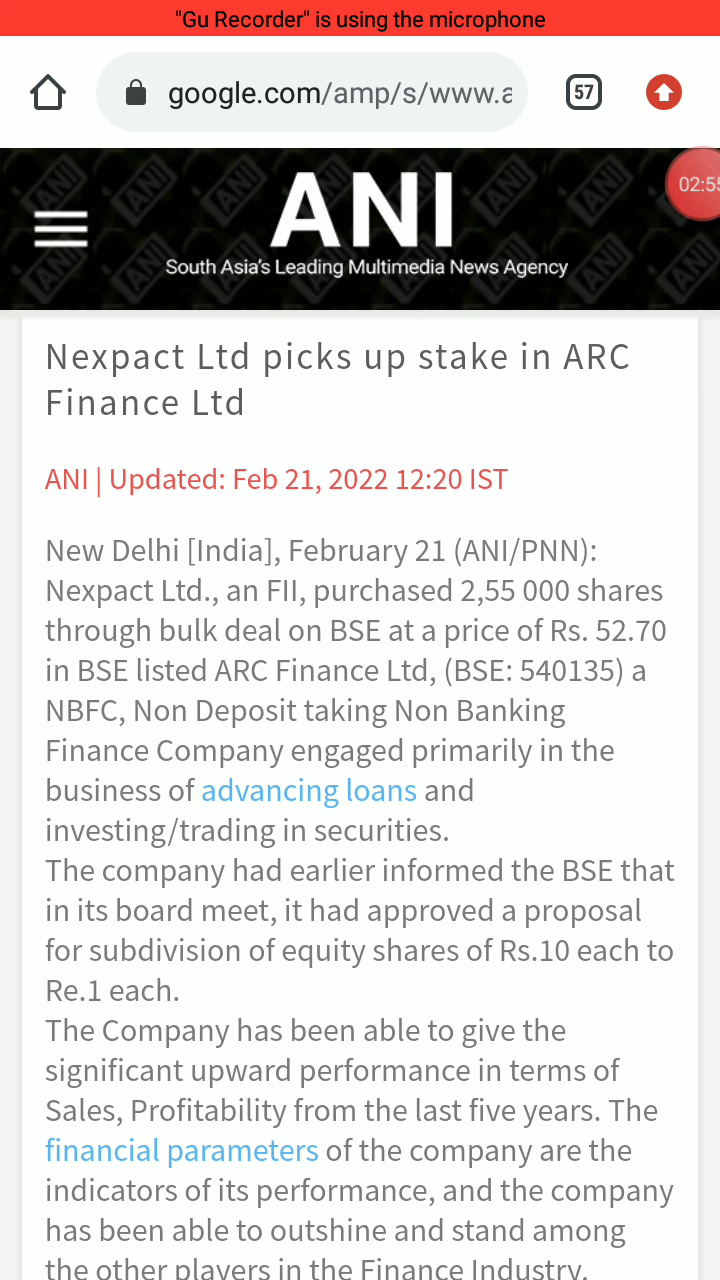 "Gu Recorder" is using the microphone
google.com/amp/s/www.a
57
ANI
02:55
South Asia's Leading Multimedia News Agency
Nexpact Ltd picks up stake in ARC
Finance Ltd
ANI | Updated: Feb 21, 2022 12:20 IST
New Delhi [India], February 21 (ANI/PNN):
Nexpact Ltd., an FII, purchased 2,55 000 shares
through bulk deal on BSE at a price of Rs. 52.70
in BSE listed ARC Finance Ltd, (BSE: 540135) a
NBFC, Non Deposit taking Non Banking
Finance Company engaged primarily in the
business of advancing loans and
investing/trading in securities.
The company had earlier informed the BSE that
in its board meet, it had approved a proposal
for subdivision of equity shares of Rs.10 each to
Re.1 each.
The Company has been able to give the
significant upward performance in terms of
Sales, Profitability from the last five years. The
financial parameters of the company are the
indicators of its performance, and the company
has been able to outshine and stand among
the other players in the Finance Industry.